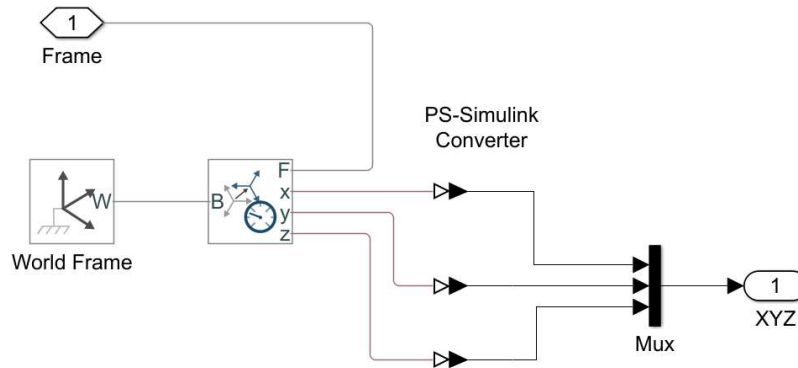 1
Frame
PS-Simulink
Converter
W
B
F
x
y
z
World Frame
1
XYZ
Mux